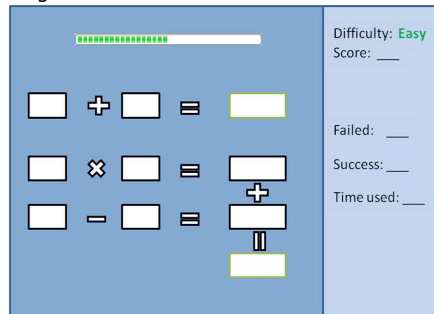 Difficulty: Easy
Score: ___
Failed: ___
Success: ___
Time used: ___
+ =
× =
+
- =
=